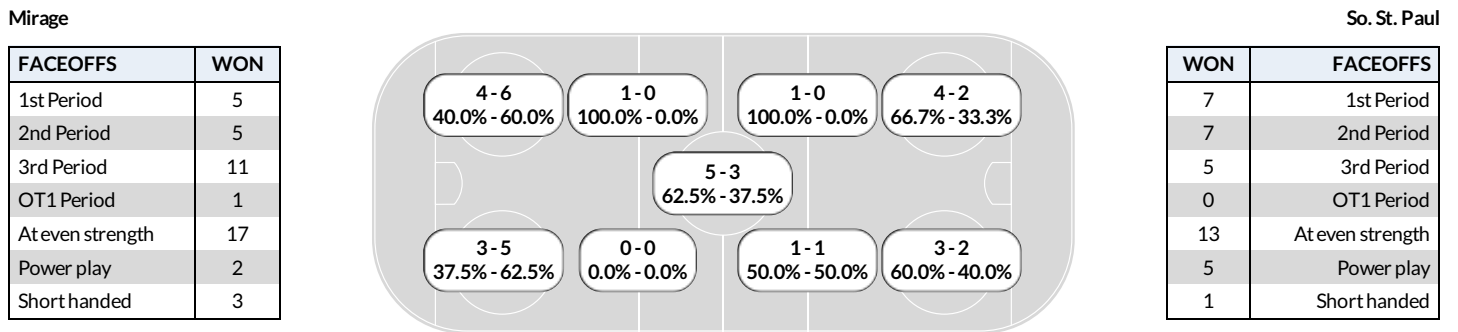 Mirage
So. St. Paul
FACEOFFS WON
1st Period 5
2nd Period 5
3rd Period 11
OT1 Period 1
At even strength 17
Power play 2
Short handed 3
4 - 6
40.0% - 60.0%
1 - 0
100.0% - 0.0%
1 - 0
100.0% - 0.0%
4 - 2
66.7% - 33.3%
5 - 3
62.5% - 37.5%
3 - 5
37.5% - 62.5%
0 - 0
0.0% - 0.0%
1 - 1
50.0% - 50.0%
3 - 2
60.0% - 40.0%
WON FACEOFFS
7 1st Period
7 2nd Period
5 3rd Period
0 OT1 Period
13 At even strength
5 Power play
1 Short handed